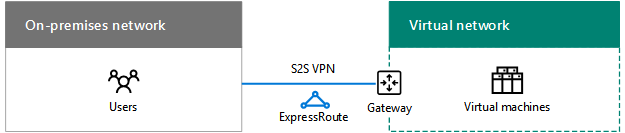 On-premises network
Virtual network
S2S VPN
Users
ExpressRoute
Gateway
Virtual machines